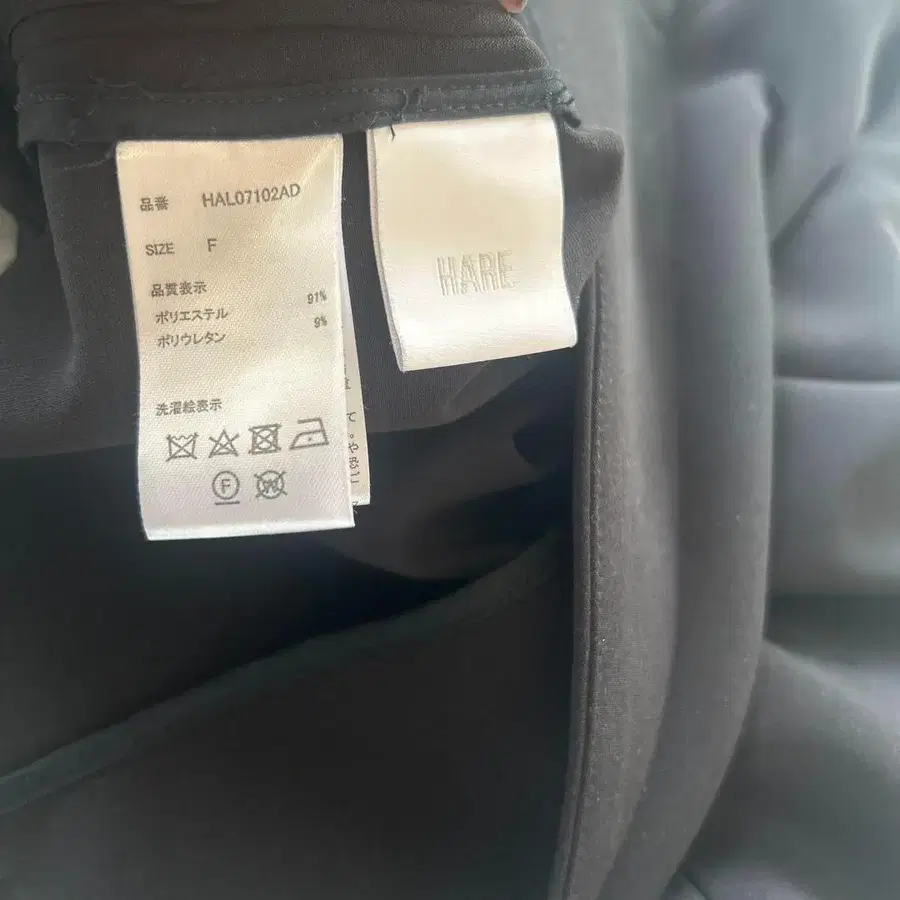 品番 HAL07102AD
SIZE F
品質表示
ポリエステル 91%
ポリウレタン 9%
洗濯絵表示
F
W
HARE